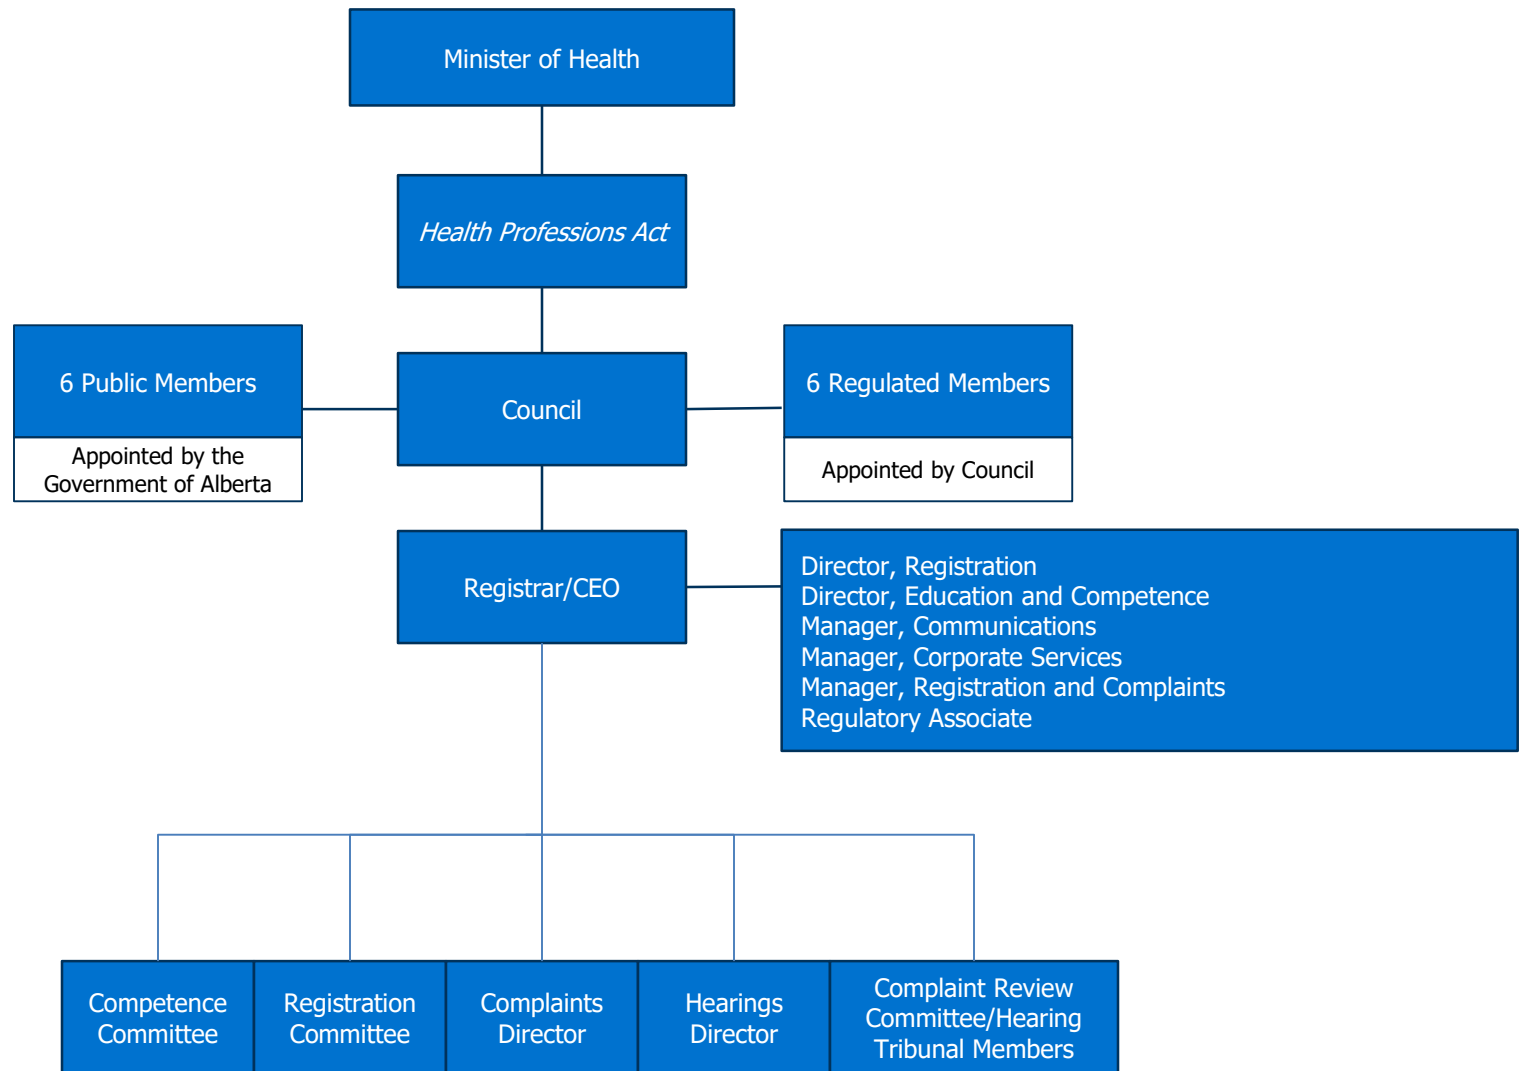 Minister of Health
Health Professions Act
6 Public Members
Appointed by the
Government of Alberta
Council
6 Regulated Members
Appointed by Council
Registrar/CEO
Director, Registration
Director, Education and Competence
Manager, Communications
Manager, Corporate Services
Manager, Registration and Complaints
Regulatory Associate
Competence
Committee
Registration
Committee
Complaints
Director
Hearings
Director
Complaint Review
Committee/Hearing
Tribunal Members